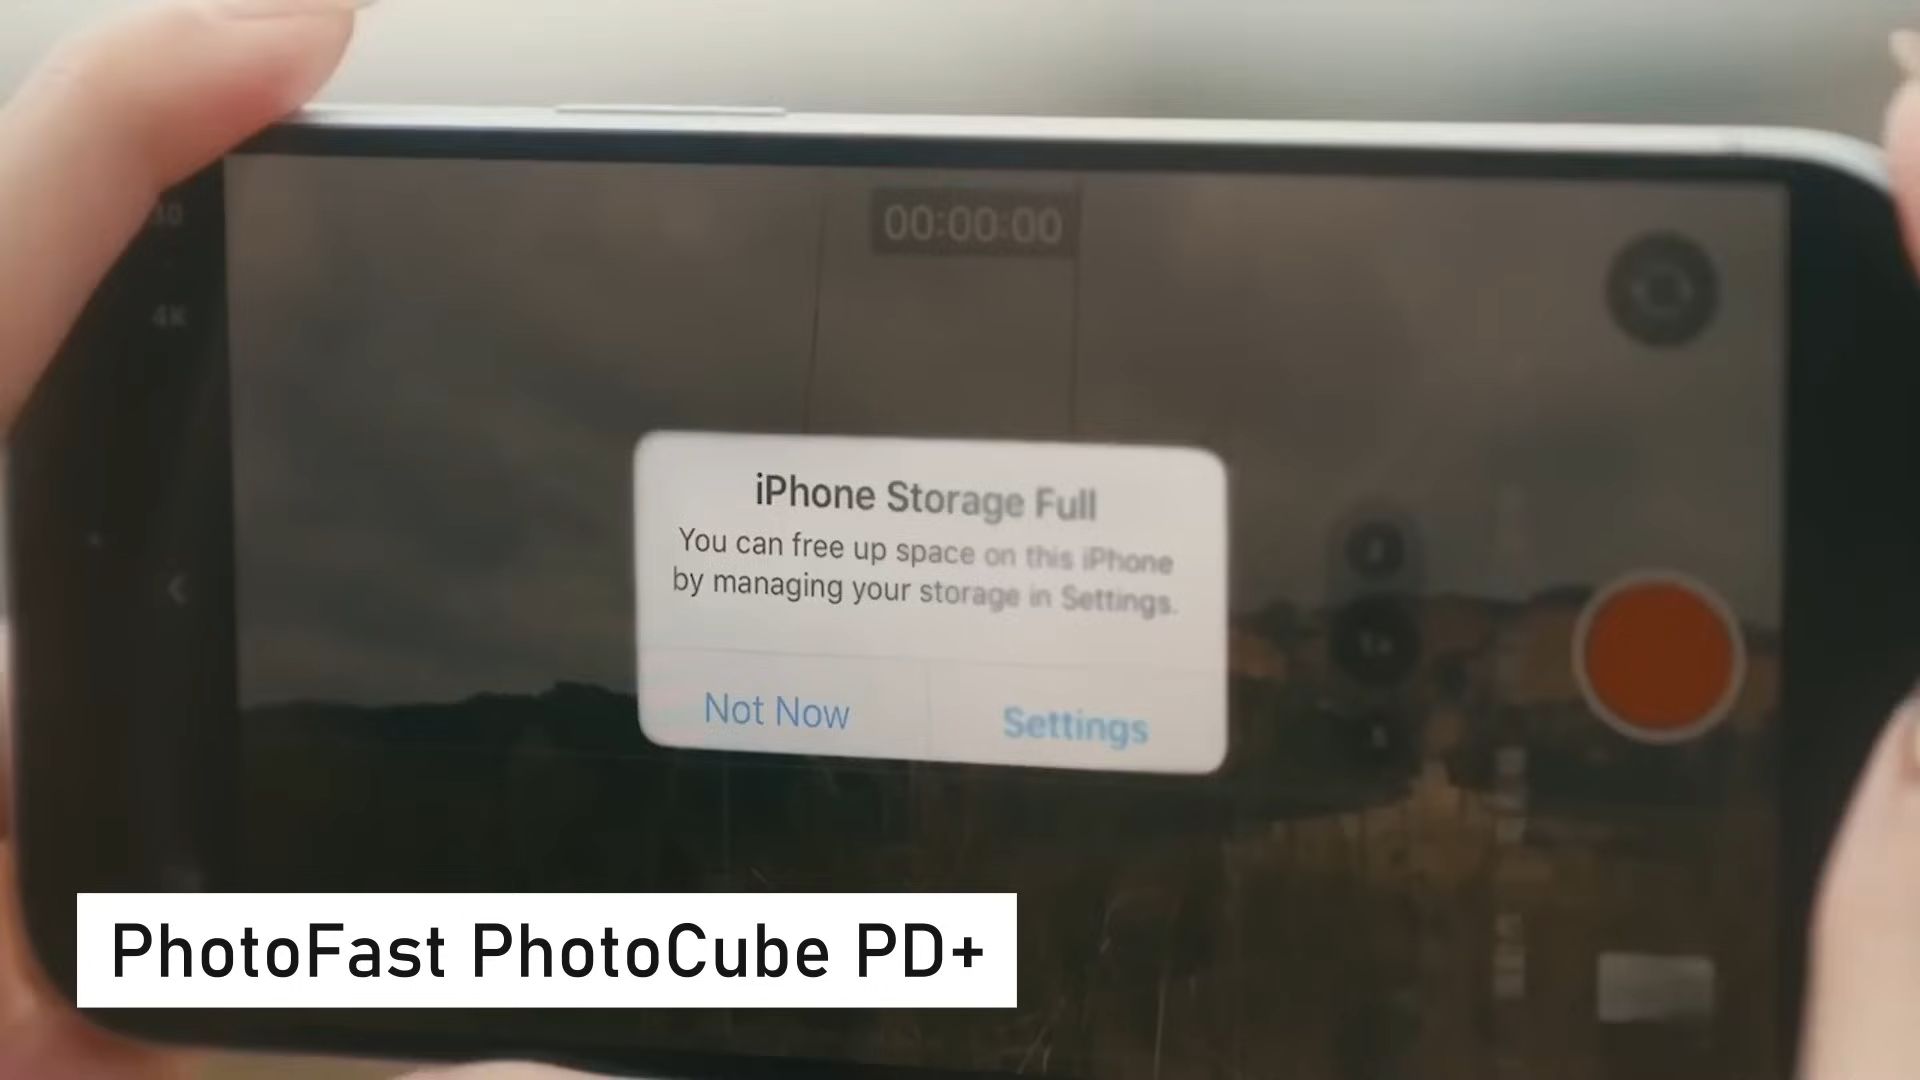 00:00:00
4K
iPhone Storage Full
You can free up space on this iPhone
by managing your storage in Settings.
Not Now
Settings
PhotoFast PhotoCube PD+